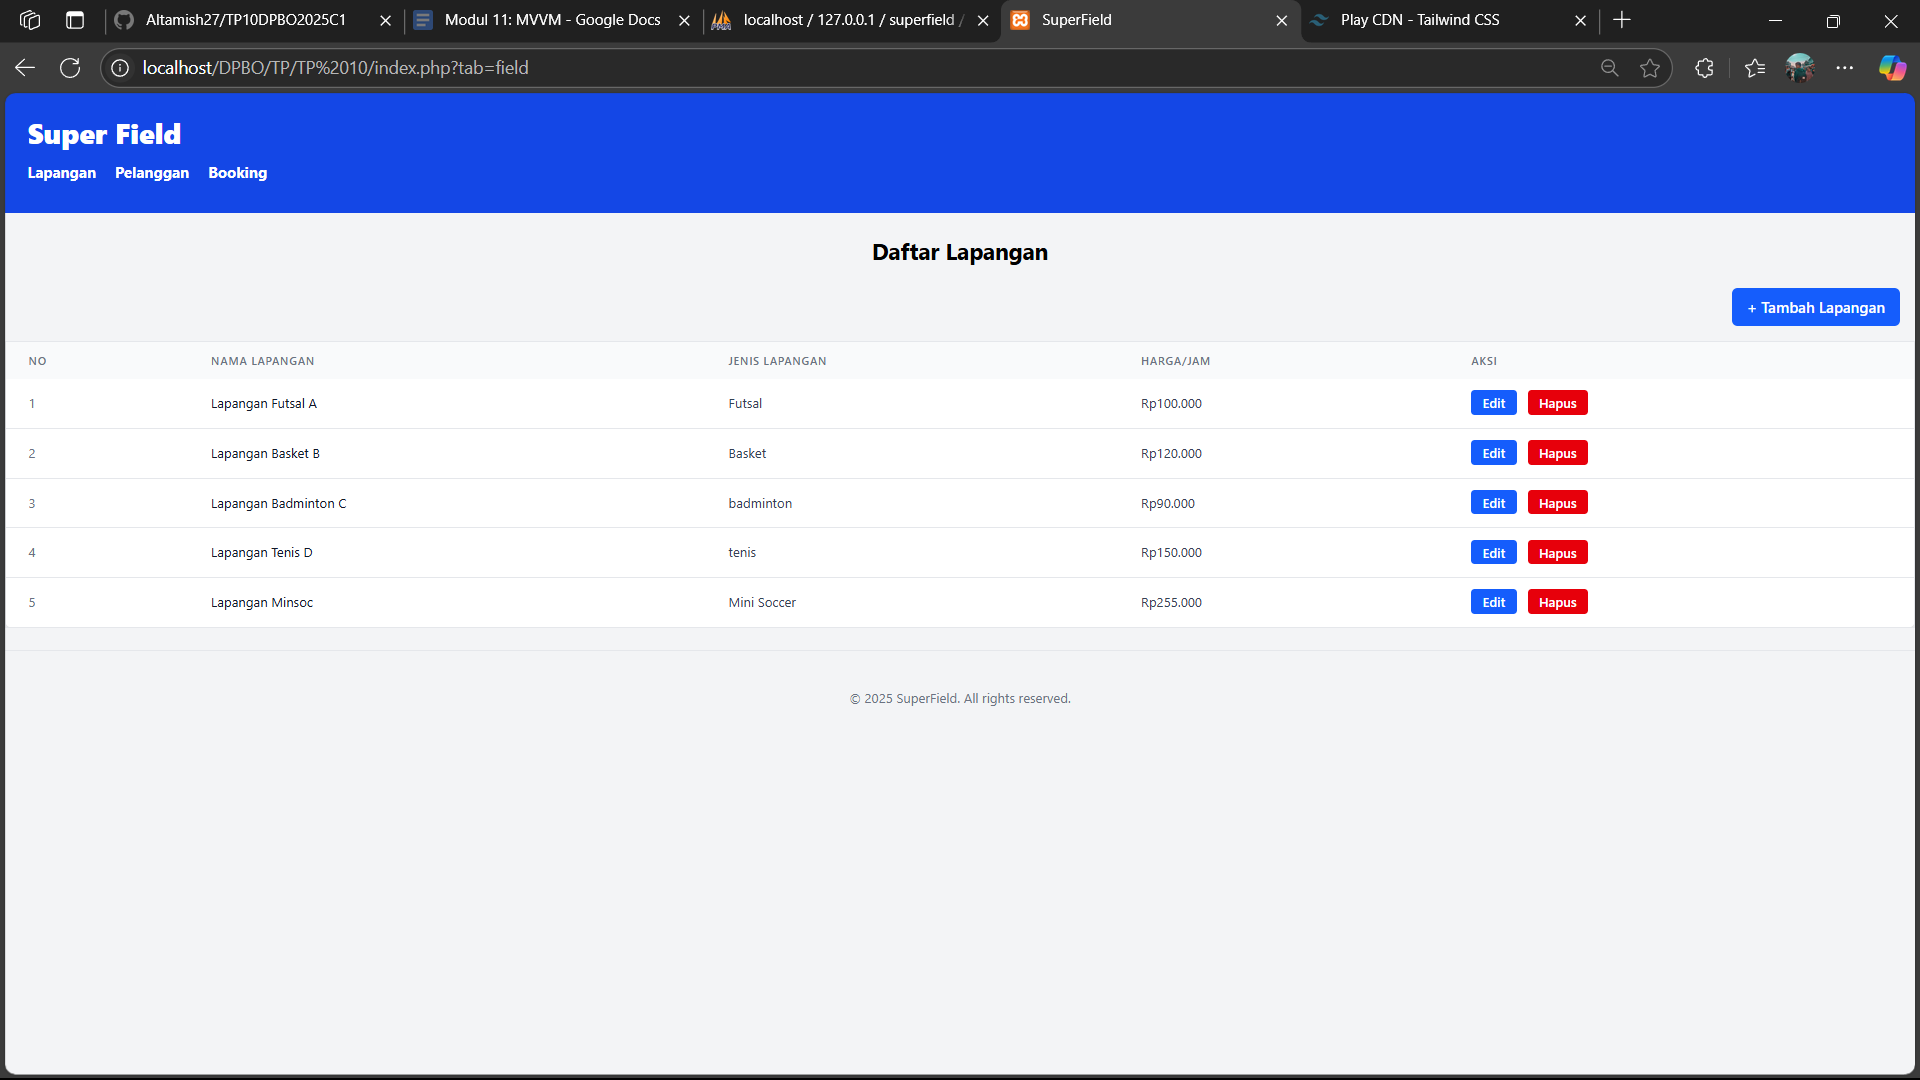 Altamish27/TP10DPBO2025C1
Modul 11: MVVM - Google Docs
localhost / 127.0.0.1 / superfield /
SuperField
Play CDN - Tailwind CSS
localhost/DPBO/TP/TP%2010/index.php?tab=field
Super Field
Lapangan Pelanggan Booking
Daftar Lapangan
+ Tambah Lapangan
NO NAMA LAPANGAN JENIS LAPANGAN HARGA/JAM AKSI
1 Lapangan Futsal A Futsal Rp100.000 Edit Hapus
2 Lapangan Basket B Basket Rp120.000 Edit Hapus
3 Lapangan Badminton C badminton Rp90.000 Edit Hapus
4 Lapangan Tenis D tenis Rp150.000 Edit Hapus
5 Lapangan Minsoc Mini Soccer Rp255.000 Edit Hapus
© 2025 SuperField. All rights reserved.